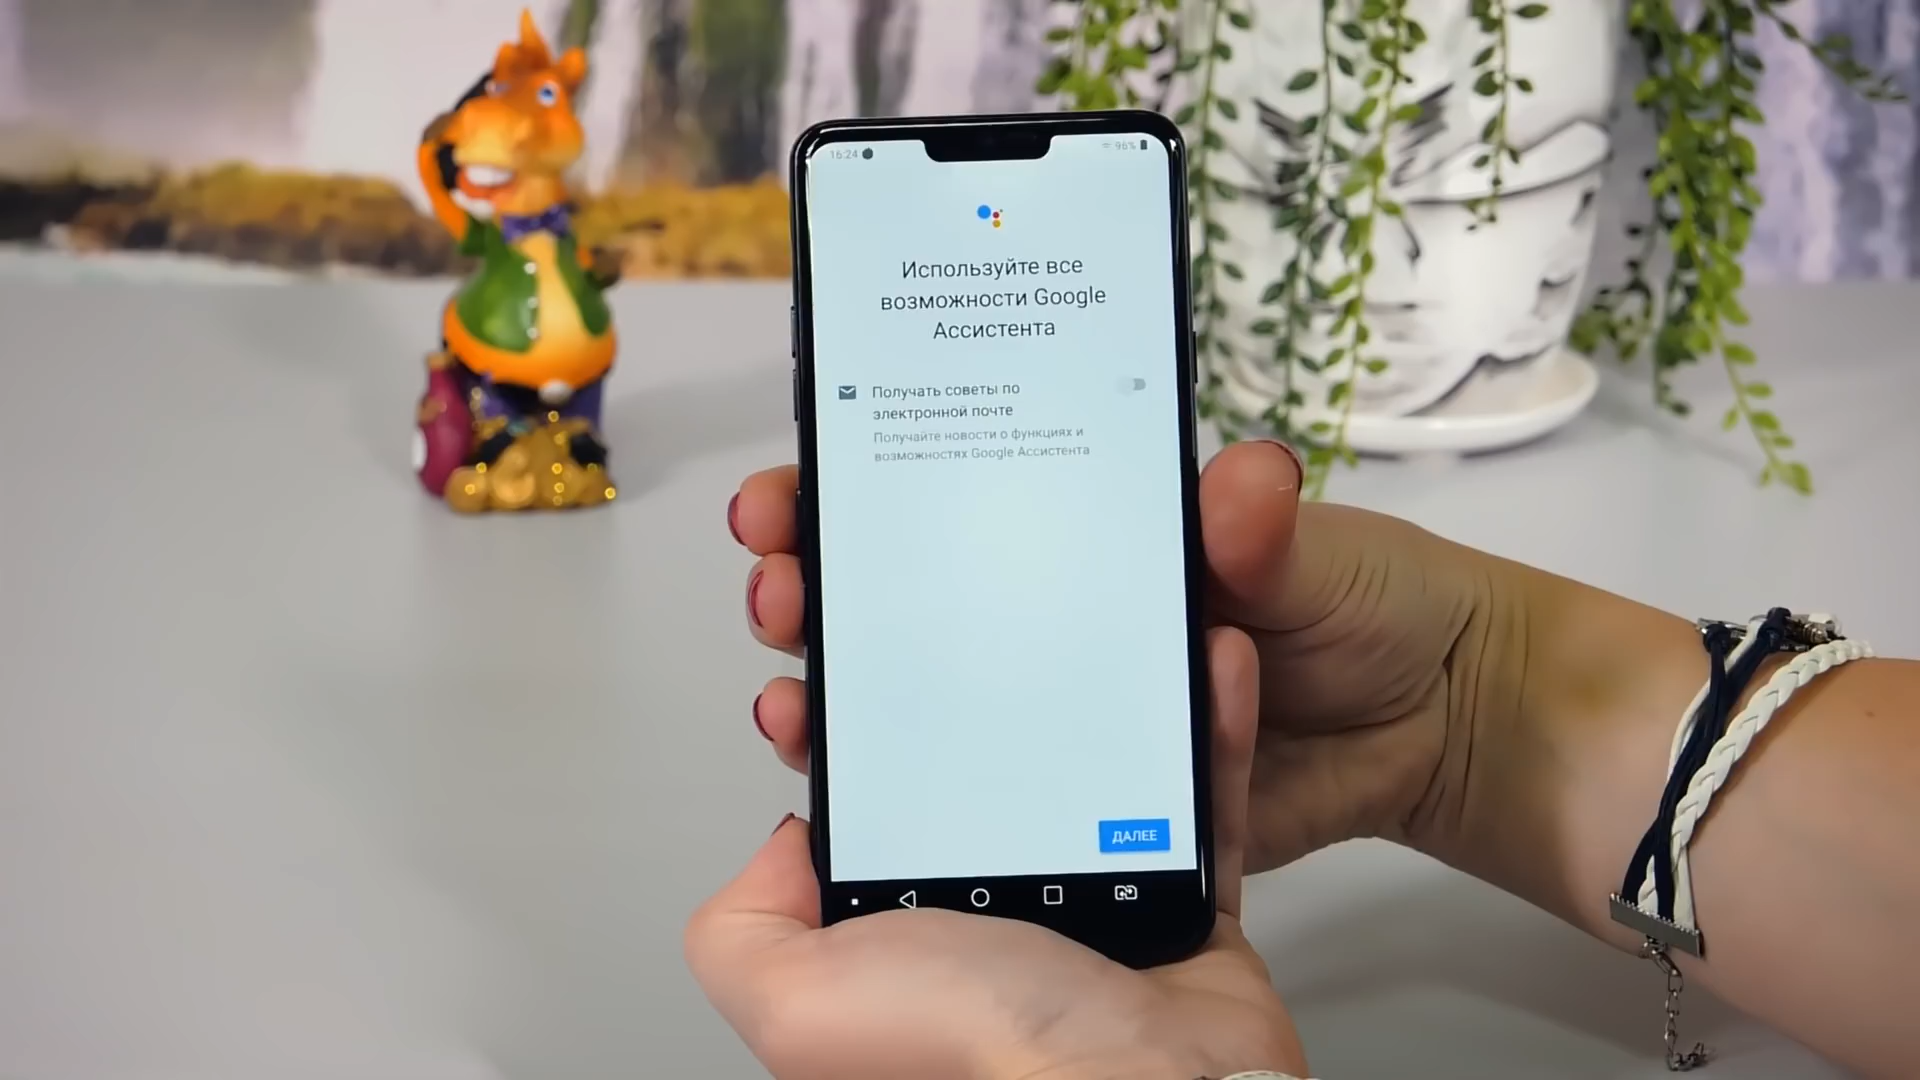 16:24
96%
Используйте все
возможности Google
Ассистента
Получать советы по
электронной почте
Получайте новости о функциях и
возможностях Google Ассистента
ДАЛЕЕ